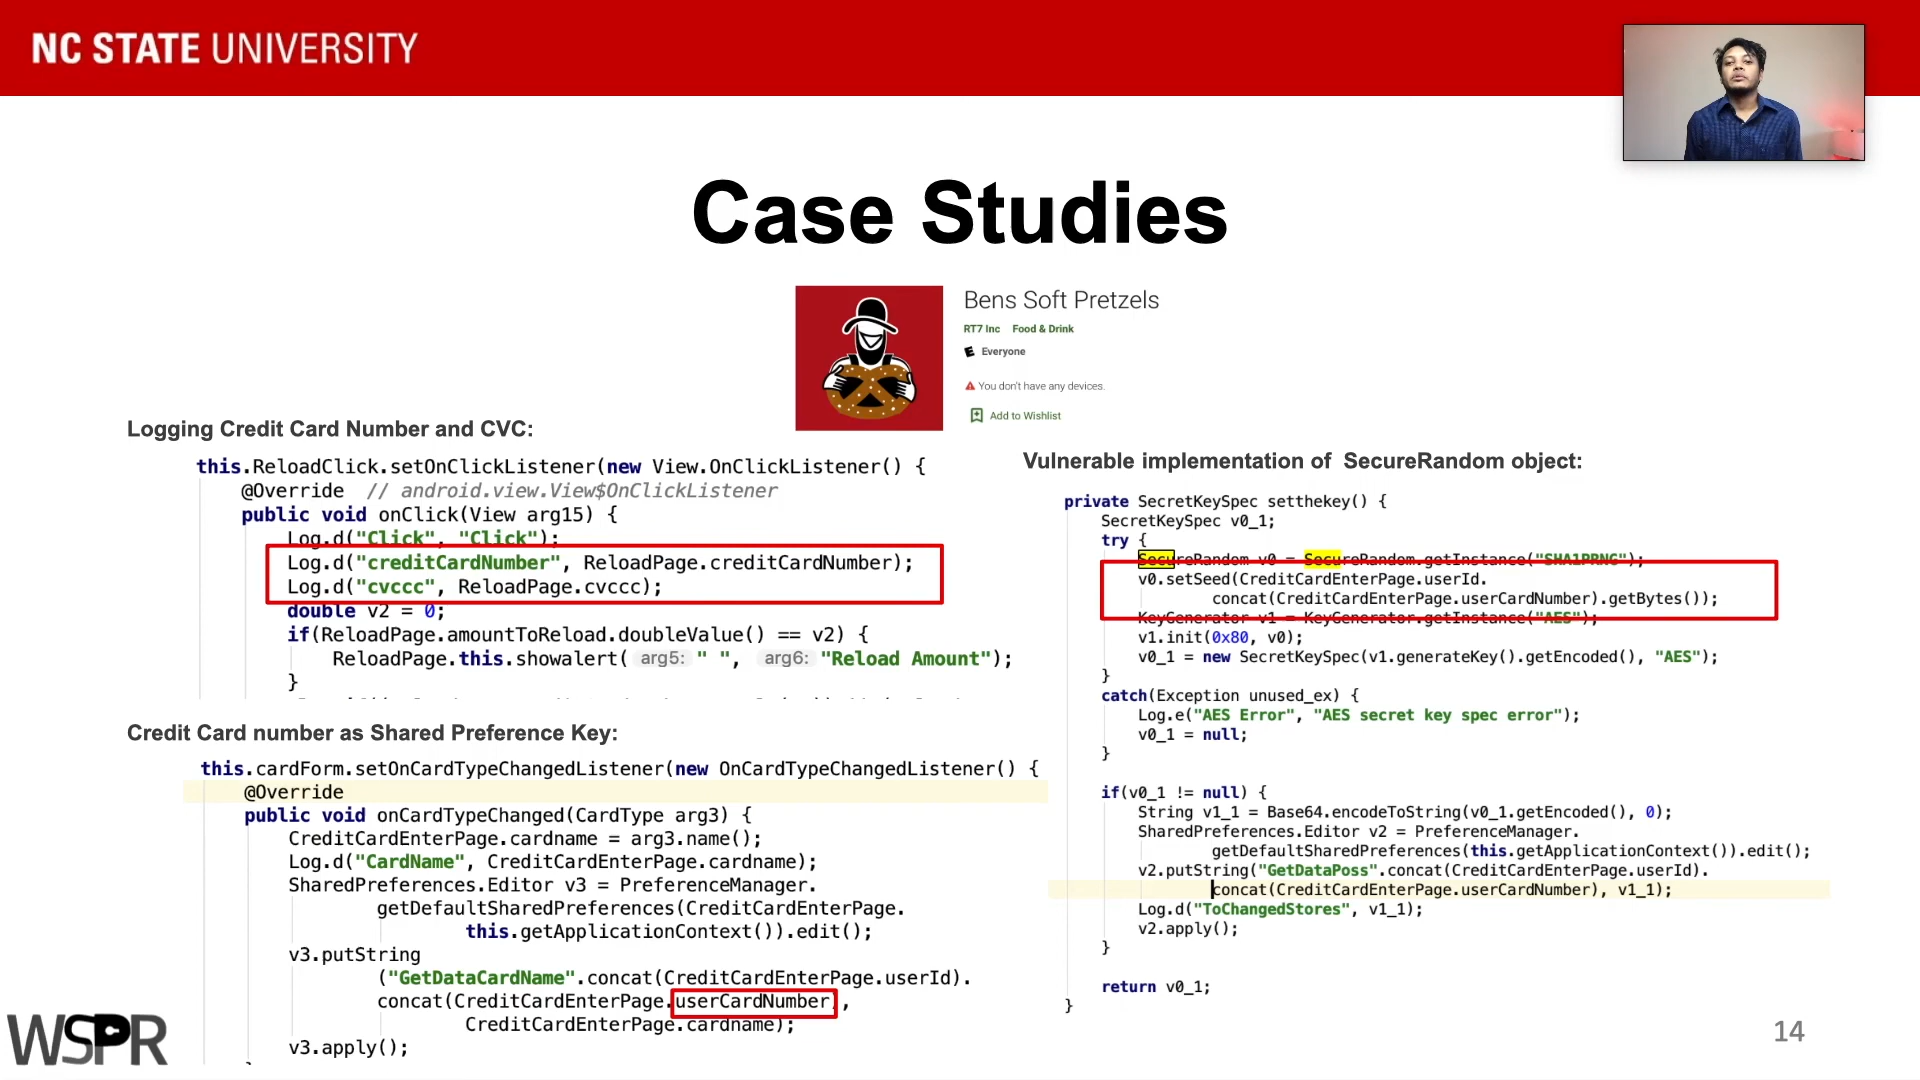 NC STATE UNIVERSITY
Case Studies
Bens Soft Pretzels
RT7 Inc Food & Drink
Everyone
You don't have any devices.
Add to Wishlist
Logging Credit Card Number and CVC:
this.ReloadClick.setOnClickListener(new View.OnClickListener() {
@Override // android.view.View$OnClickListener
public void onClick(View arg15) {
Log.d("Click", "Click");
Log.d("creditCardNumber", ReloadPage.creditCardNumber);
Log.d("cvccc", ReloadPage.cvccc);
double v2 = 0;
if(ReloadPage.amountToReload.doubleValue() == v2) {
ReloadPage.this.showalert( arg5: " ", arg6: "Reload Amount");
}
Credit Card number as Shared Preference Key:
this.cardForm.setOnCardTypeChangedListener(new OnCardTypeChangedListener() {
@Override
public void onCardTypeChanged(CardType arg3) {
CreditCardEnterPage.cardname = arg3.name();
Log.d("CardName", CreditCardEnterPage.cardname);
SharedPreferences.Editor v3 = PreferenceManager.
getDefaultSharedPreferences(CreditCardEnterPage.
this.getApplicationContext()).edit();
v3.putString
("GetDataCardName".concat(CreditCardEnterPage.userId).
concat(CreditCardEnterPage.userCardNumber),
CreditCardEnterPage.cardname);
v3.apply();
Vulnerable implementation of SecureRandom object:
private SecretKeySpec setthekey() {
SecretKeySpec v0_1;
try {
SecureRandom v0 = SecureRandom.getInstance("SHA1PRNG");
v0.setSeed(CreditCardEnterPage.userId.
concat(CreditCardEnterPage.userCardNumber).getBytes());
KeyGenerator v1 = KeyGenerator.getInstance("AES");
v1.init(0x80, v0);
v0_1 = new SecretKeySpec(v1.generateKey().getEncoded(), "AES");
}
catch(Exception unused_ex) {
Log.e("AES Error", "AES secret key spec error");
v0_1 = null;
}
if(v0_1 != null) {
String v1_1 = Base64.encodeToString(v0_1.getEncoded(), 0);
SharedPreferences.Editor v2 = PreferenceManager.
getDefaultSharedPreferences(this.getApplicationContext()).edit();
v2.putString("GetDataPoss".concat(CreditCardEnterPage.userId).
concat(CreditCardEnterPage.userCardNumber), v1_1);
Log.d("ToChangedStores", v1_1);
v2.apply();
}
return v0_1;
}
WSPR
14